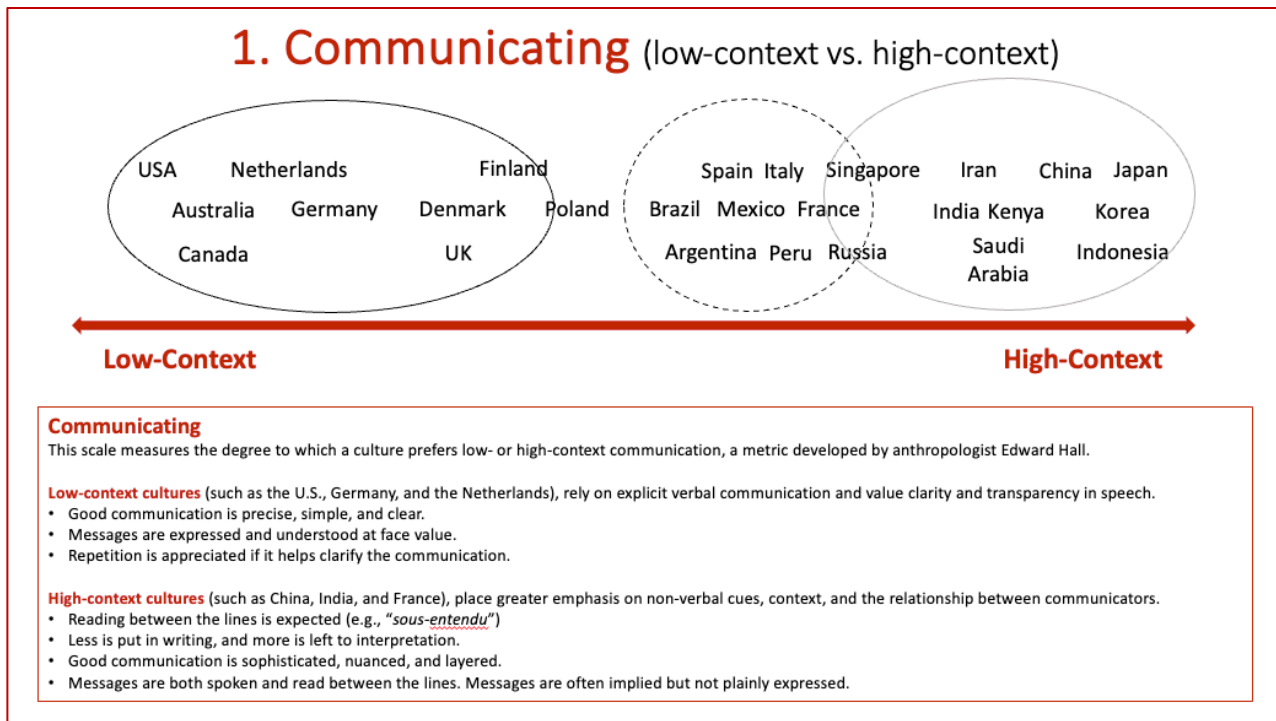 1. Communicating (low-context vs. high-context)
USA Netherlands Finland Spain Italy Singapore Iran China Japan
Australia Germany Denmark Poland Brazil Mexico France India Kenya Korea
Canada UK Argentina Peru Russia Saudi Arabia Indonesia
Low-Context High-Context
Communicating
This scale measures the degree to which a culture prefers low- or high-context communication, a metric developed by anthropologist Edward Hall.
Low-context cultures (such as the U.S., Germany, and the Netherlands), rely on explicit verbal communication and value clarity and transparency in speech.
• Good communication is precise, simple, and clear.
• Messages are expressed and understood at face value.
• Repetition is appreciated if it helps clarify the communication.
High-context cultures (such as China, India, and France), place greater emphasis on non-verbal cues, context, and the relationship between communicators.
• Reading between the lines is expected (e.g., “sous-entendu”)
• Less is put in writing, and more is left to interpretation.
• Good communication is sophisticated, nuanced, and layered.
• Messages are both spoken and read between the lines. Messages are often implied but not plainly expressed.